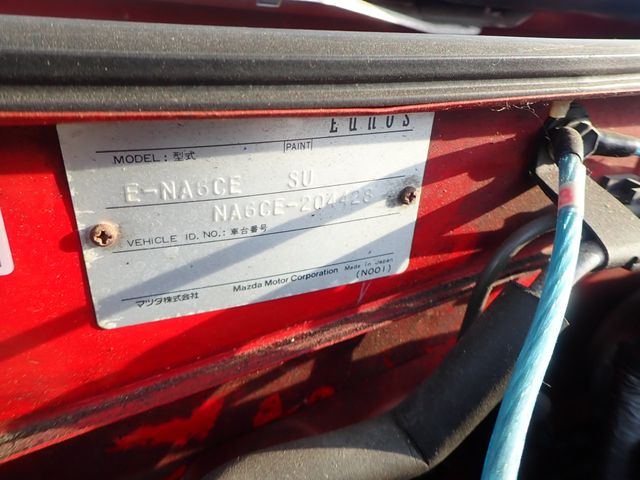 Eunos
MODEL: 型式 PAINT
E-NA6CE SU
NA6CE-204428
VEHICLE ID. NO.: 車台番号
マツダ株式会社 Mazda Motor Corporation Made in Japan
(N001)